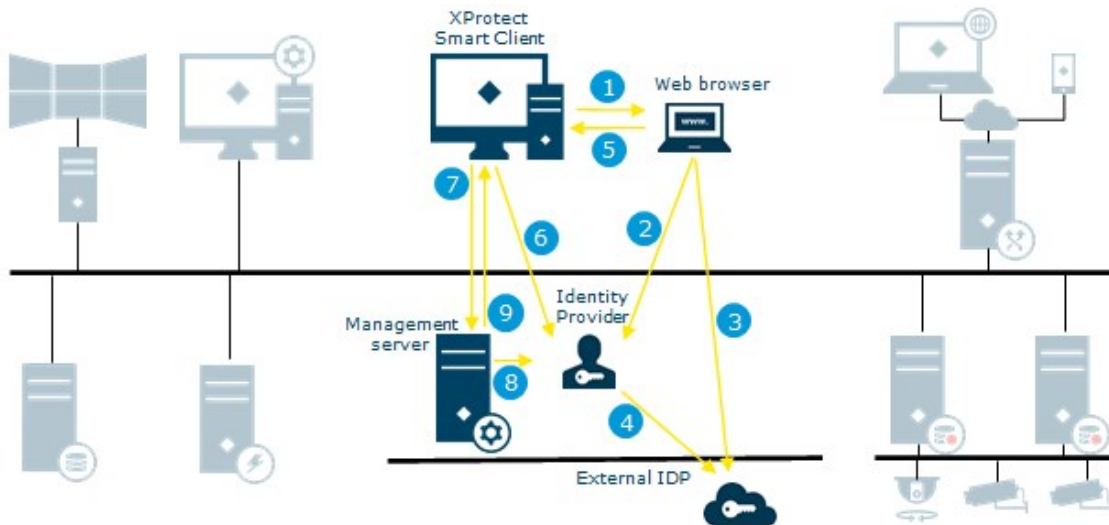 XProtect
Smart Client
1
Web browser
www.
5
7
6
2
Identity
Provider
9
3
Management
server
8
4
External IDP